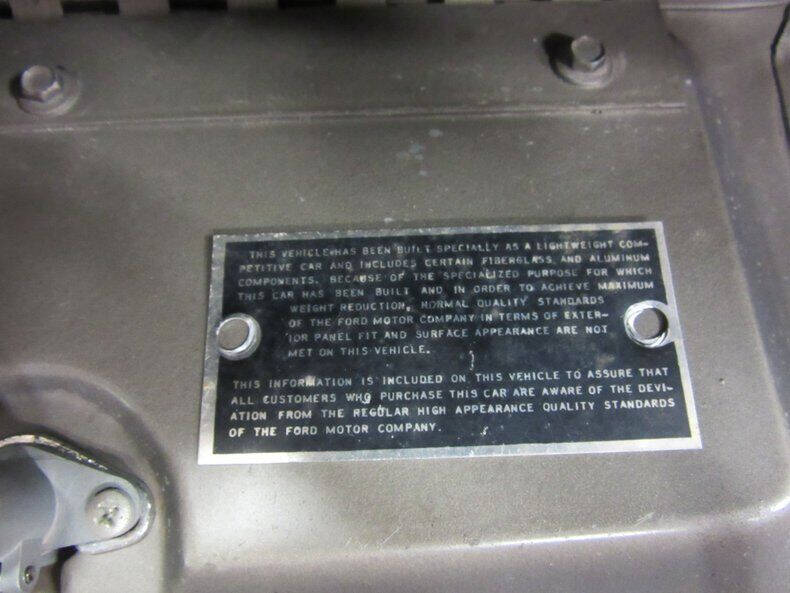 THIS VEHICLE HAS BEEN BUILT SPECIALLY AS A LIGHTWEIGHT COM-
PETITIVE CAR AND INCLUDES CERTAIN FIBERGLASS AND ALUMINUM
COMPONENTS. BECAUSE OF THE SPECIALIZED PURPOSE FOR WHICH
THIS CAR HAS BEEN BUILT AND IN ORDER TO ACHIEVE MAXIMUM
WEIGHT REDUCTION, NORMAL QUALITY STANDARDS
OF THE FORD MOTOR COMPANY IN TERMS OF EXTER-
IOR PANEL FIT AND SURFACE APPEARANCE ARE NOT
MET ON THIS VEHICLE.
THIS INFORMATION IS INCLUDED ON THIS VEHICLE TO ASSURE THAT
ALL CUSTOMERS WHO PURCHASE THIS CAR ARE AWARE OF THE DEVI-
ATION FROM THE REGULAR HIGH APPEARANCE QUALITY STANDARDS
OF THE FORD MOTOR COMPANY.